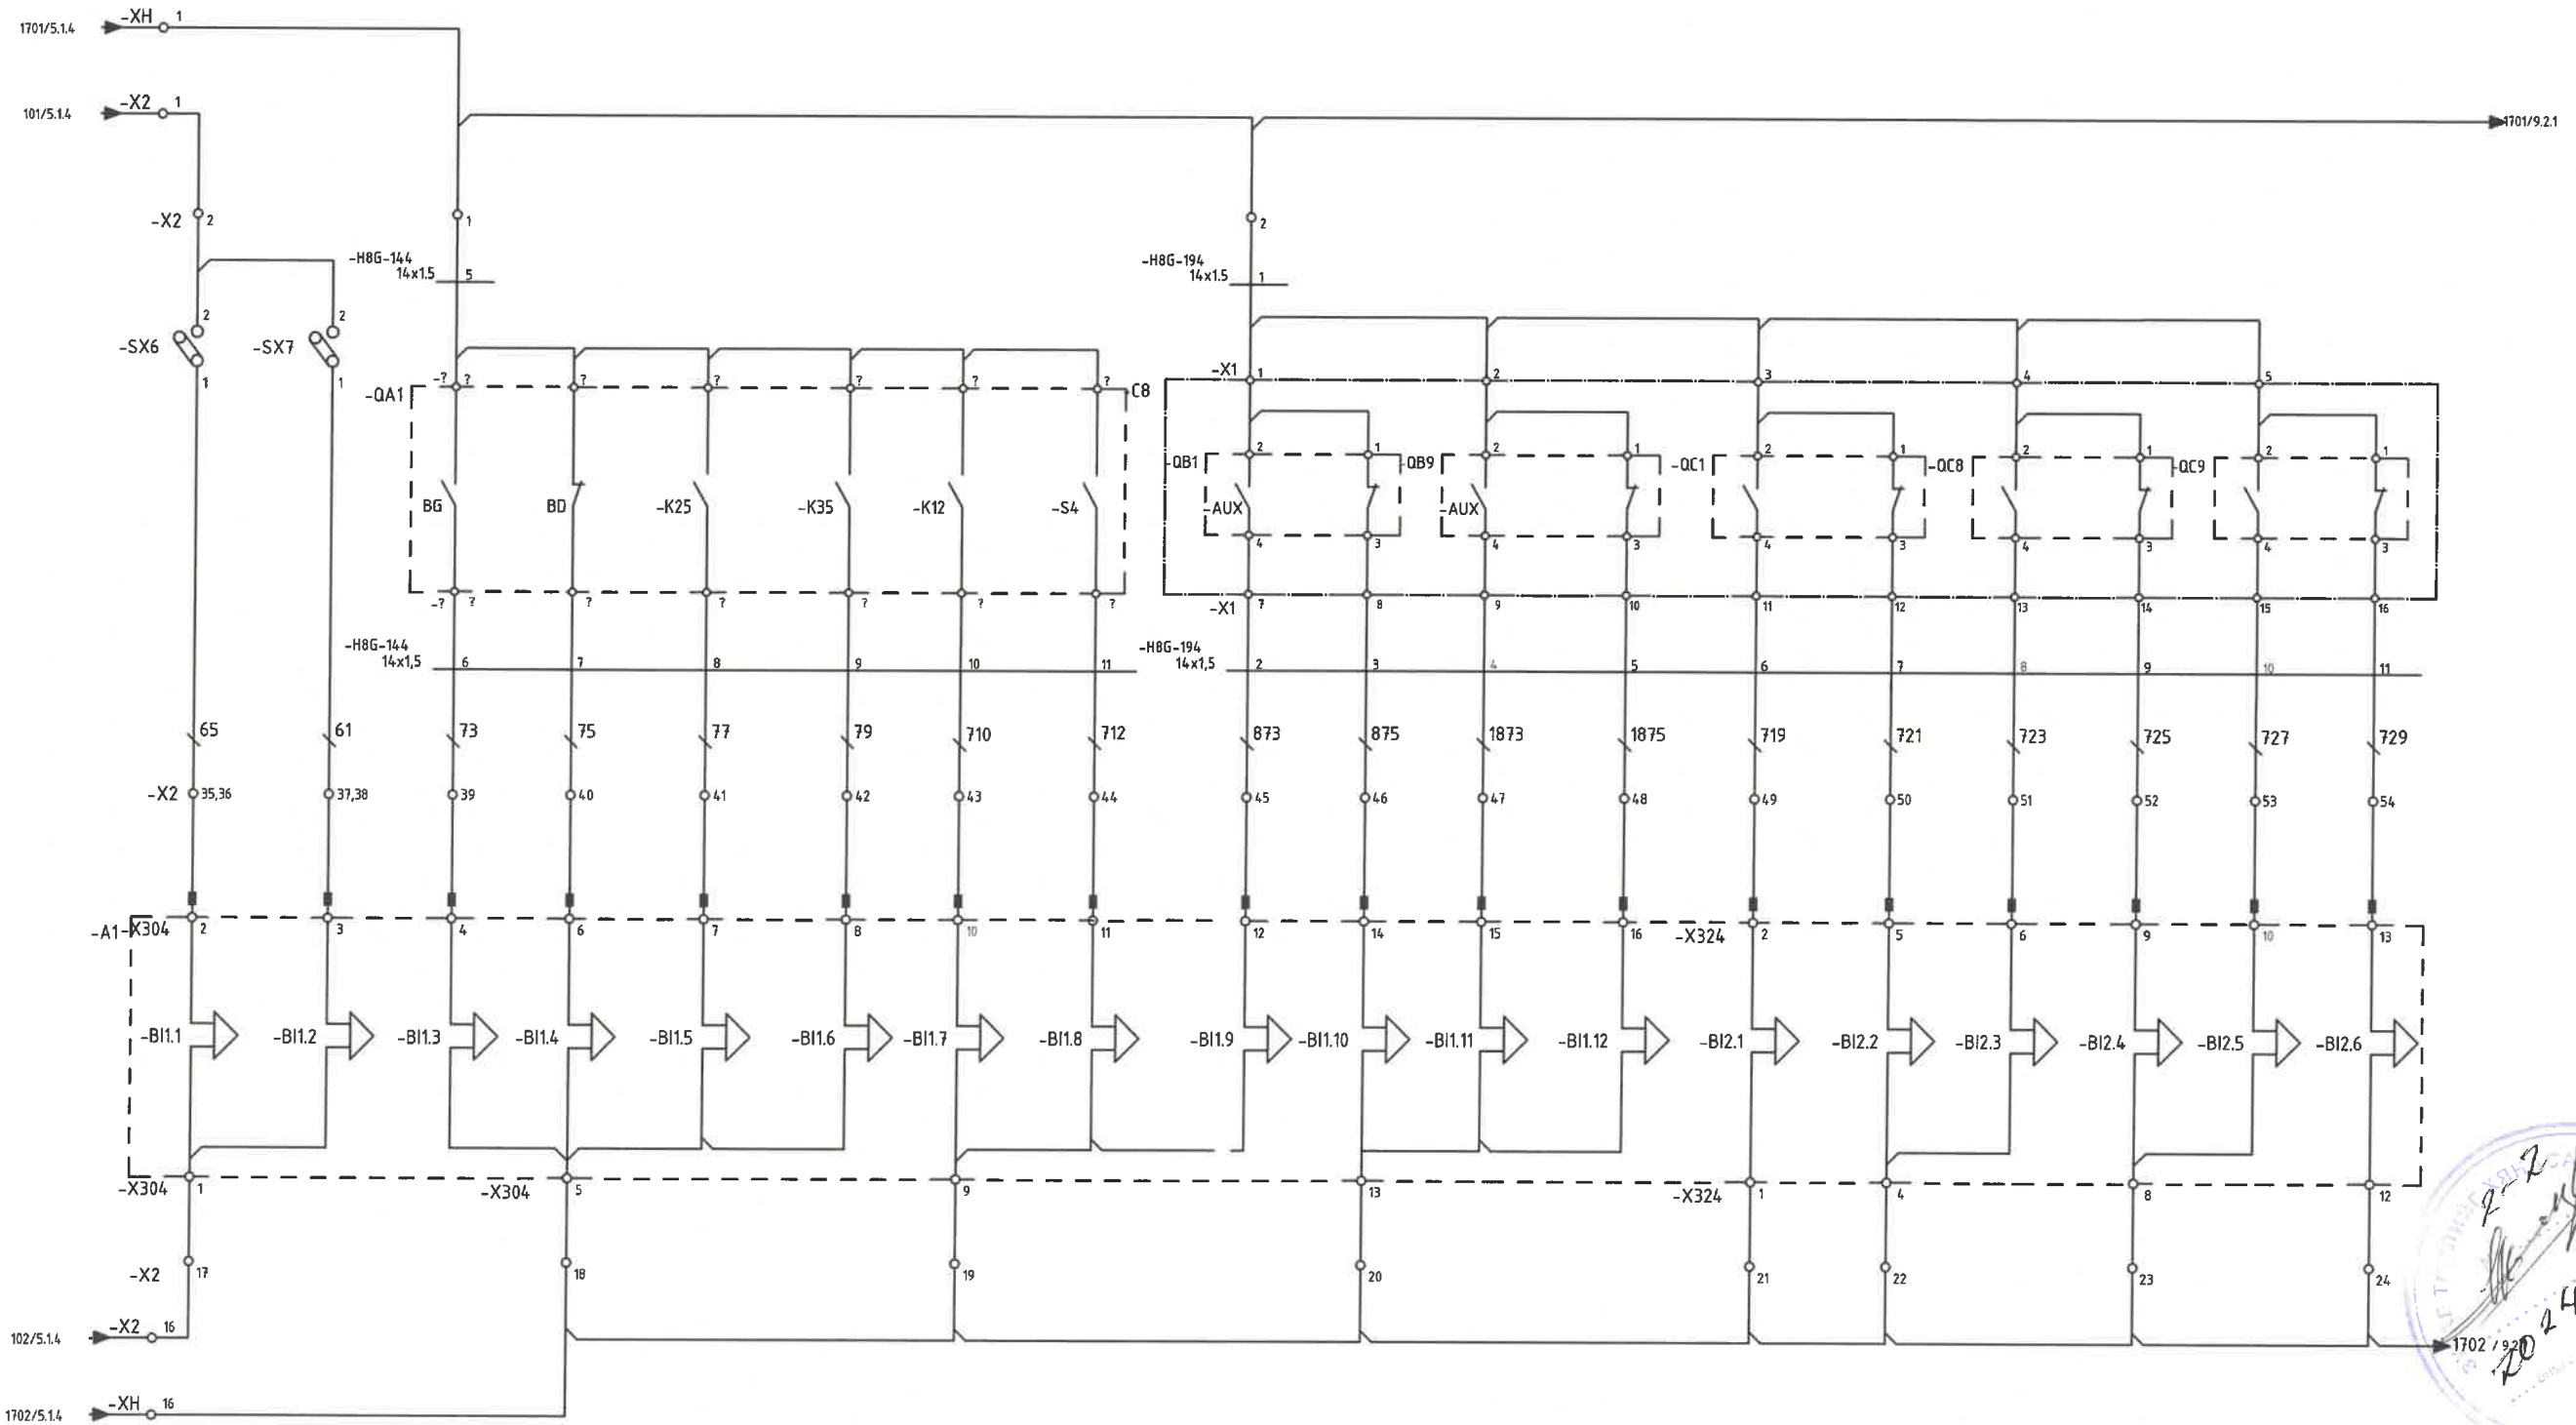 -XH 1
1701/5.1.4
-X2 1
101/5.1.4
1701/9.2.1
-X2 2 1 2
-H8G-144
14x1.5 5
-H8G-194
14x1.5 1
2 2
-SX6 -SX7
1 1
-? ? ? ? ? ? ? C8
-QA1
-X1 1 2 3 4 5
2 1 2 1 2 1 2 1 2 1
-QB1 -QB9 -QC1 -QC8 -QC9
BG BD -K25 -K35 -K12 -S4 -AUX -AUX
4 3 4 3 4 3 4 3 4 3
-? ? ? ? ? ? ?
-X1 7 8 9 10 11 12 13 14 15 16
-H8G-144
14x1,5 6 7 8 9 10 11
-H8G-194
14x1,5 2 3 4 5 6 7 8 9 10 11
65 61 73 75 77 79 710 712 873 875 1873 1875 719 721 723 725 727 729
-X2 35,36 37,38 39 40 41 42 43 44 45 46 47 48 49 50 51 52 53 54
-A1-X304 2 3 4 6 7 8 10 11 12 14 15 16 -X324 2 5 6 9 10 13
-BI1.1 -BI1.2 -BI1.3 -BI1.4 -BI1.5 -BI1.6 -BI1.7 -BI1.8 -BI1.9 -BI1.10 -BI1.11 -BI1.12 -BI2.1 -BI2.2 -BI2.3 -BI2.4 -BI2.5 -BI2.6
-X304 1 -X304 5 9 13 -X324 1 4 8 12
-X2 17 18 19 20 21 22 23 24
-X2 16
102/5.1.4
1702 /9.2
-XH 16
1702/5.1.4
2-2
2024